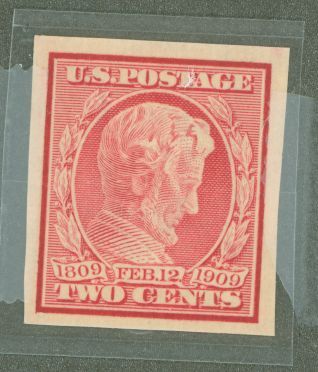 U.S. POSTAGE
1809 FEB. 12 1909
TWO CENTS